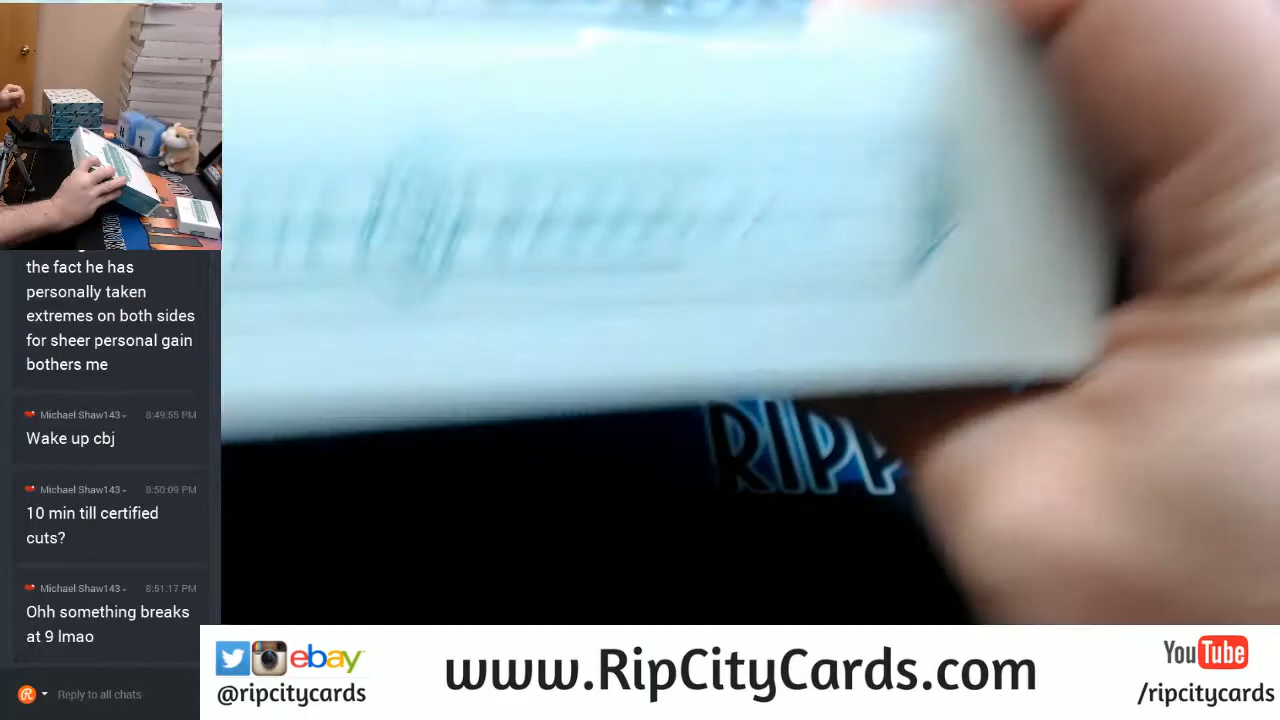 the fact he has
personally taken
extremes on both sides
for sheer personal gain
bothers me
Michael Shaw143 8:49:55 PM
Wake up cbj
Michael Shaw143 8:50:09 PM
10 min till certified
cuts?
Michael Shaw143 8:51:17 PM
Ohh something breaks
at 9 lmao
Reply to all chats
RIPP
ebay
@ripcitycards
www.RipCityCards.com
YouTube
/ripcitycards